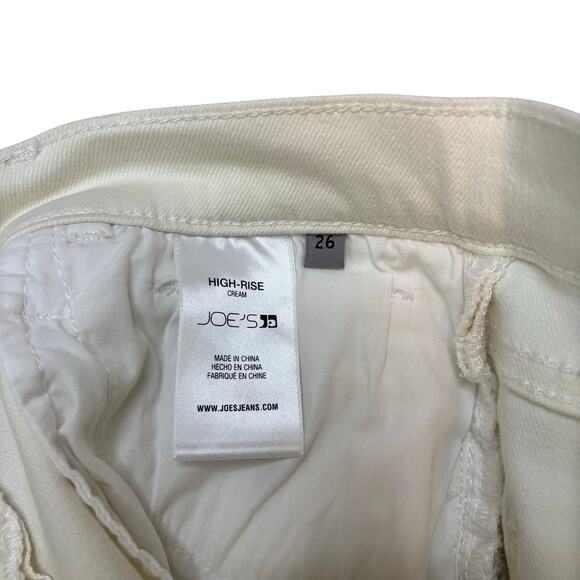 26
HIGH-RISE
CREAM
JOE'S
MADE IN CHINA
HECHO EN CHINA
FABRIQUÉ EN CHINE
WWW.JOESJEANS.COM